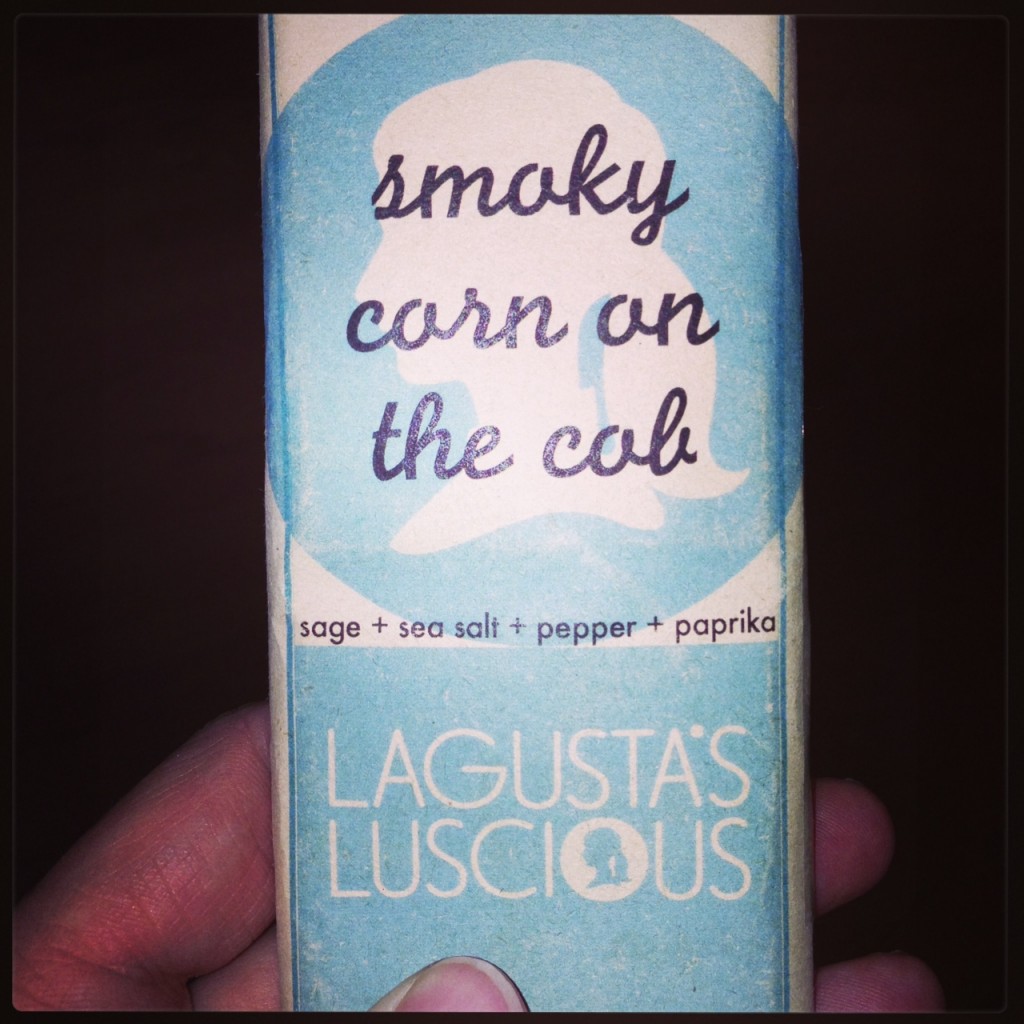 smoky
corn on
the cob
sage + sea salt + pepper + paprika
LAGUSTA'S
LUSCIOUS